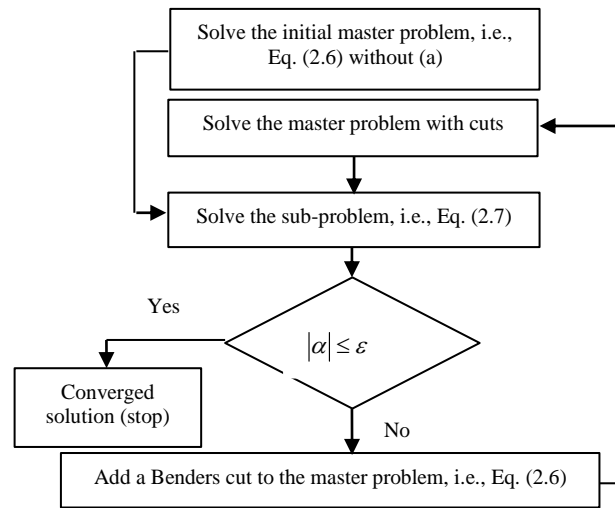 Solve the initial master problem, i.e.,
Eq. (2.6) without (a)
Solve the master problem with cuts
Solve the sub-problem, i.e., Eq. (2.7)
Yes
|α| ≤ ε
Converged
solution (stop)
No
Add a Benders cut to the master problem, i.e., Eq. (2.6)